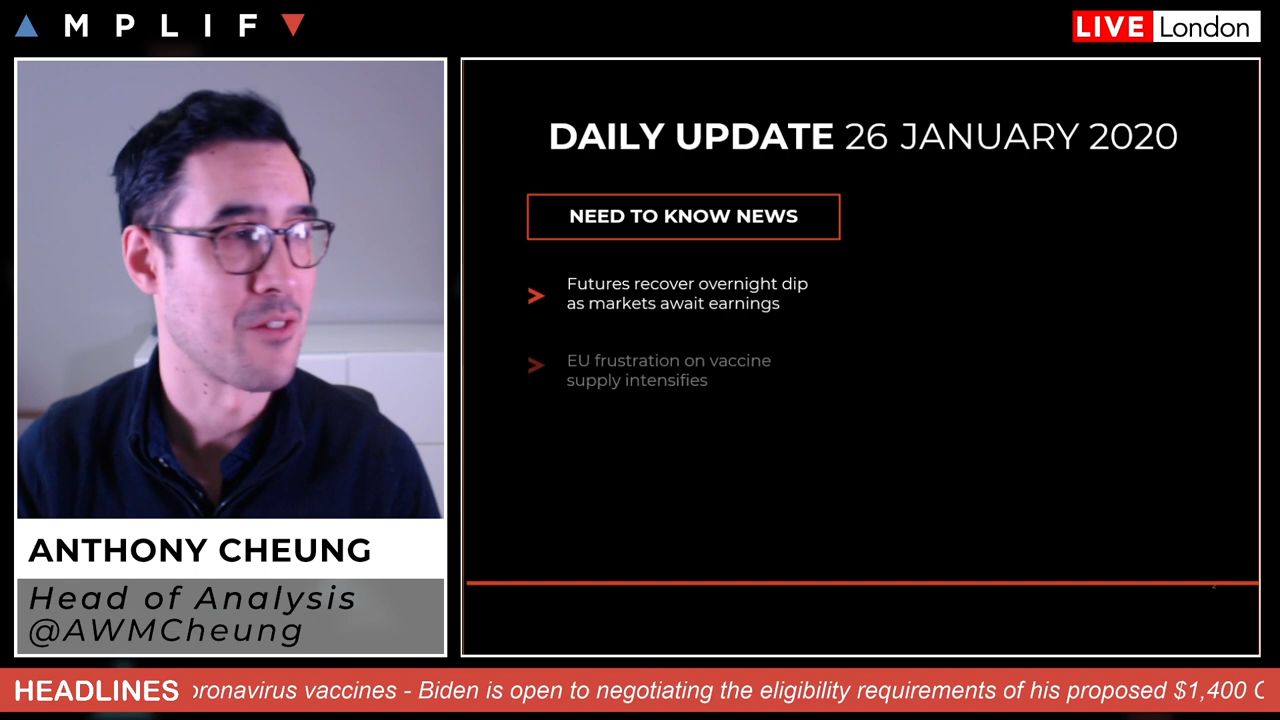 MPLIF
LIVE London
DAILY UPDATE 26 JANUARY 2020
NEED TO KNOW NEWS
Futures recover overnight dip
as markets await earnings
EU frustration on vaccine
supply intensifies
ANTHONY CHEUNG
Head of Analysis
@AWMCheung
HEADLINES oronavirus vaccines - Biden is open to negotiating the eligibility requirements of his proposed $1,400